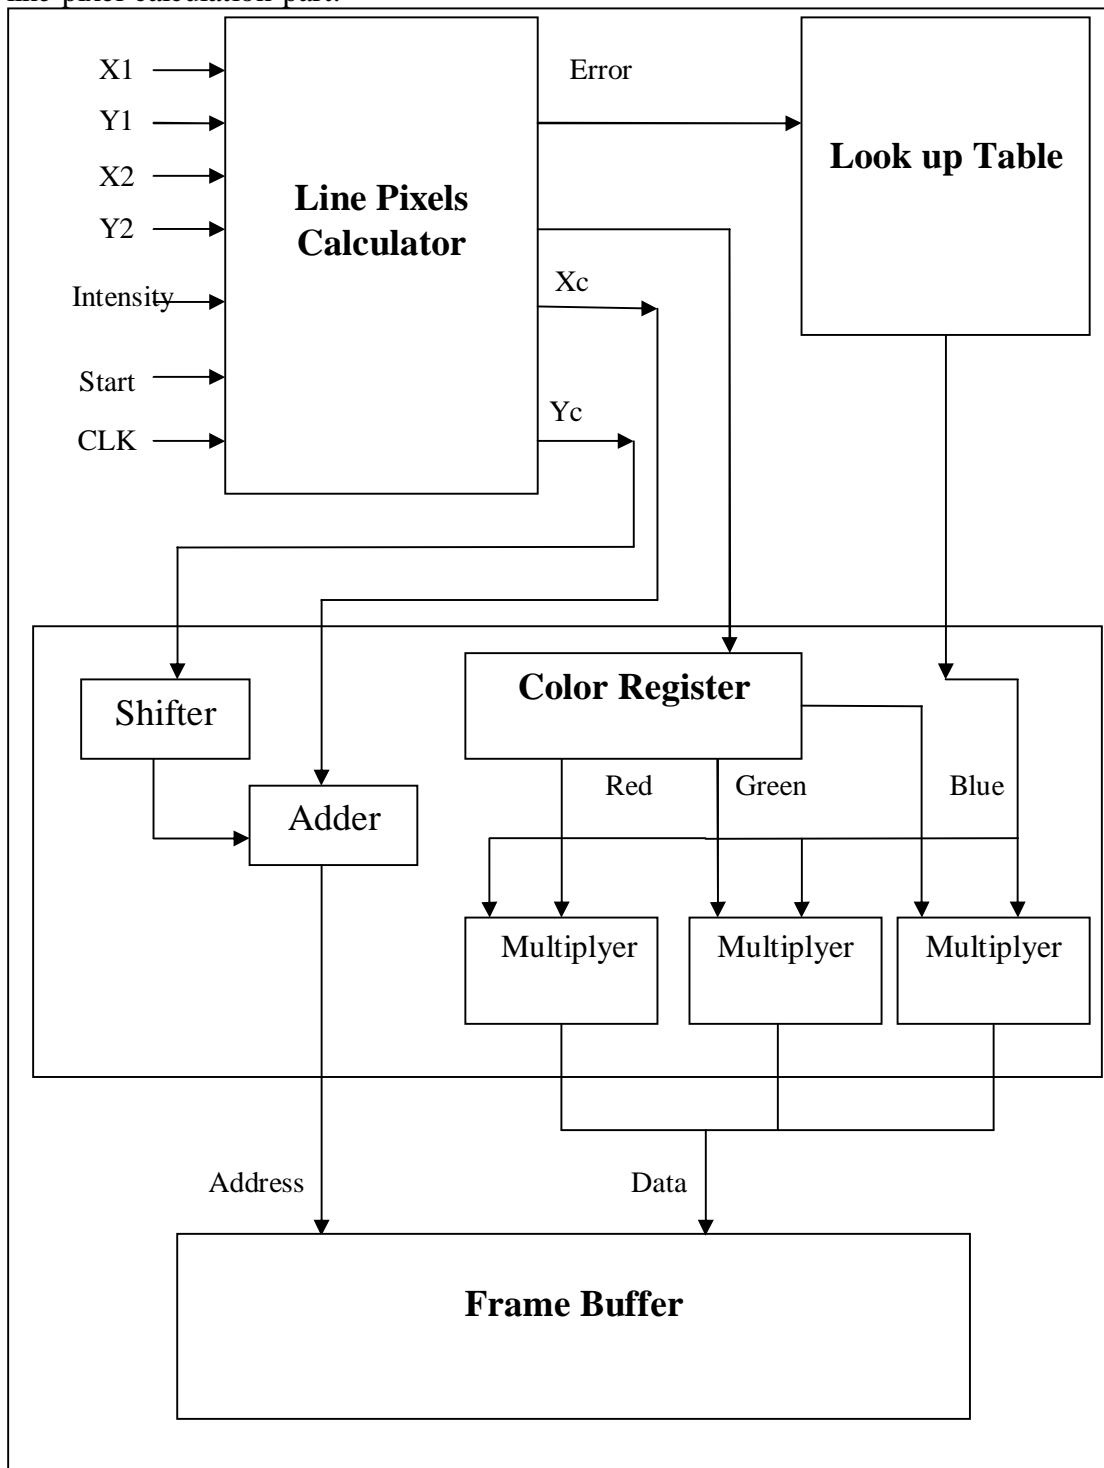 line pixel calculation part.
X1
Error
Y1
Look up Table
X2
Line Pixels
Calculator
Y2
Xc
Intensity
Start
Yc
CLK
Color Register
Shifter
Red
Green
Blue
Adder
Multiplyer
Multiplyer
Multiplyer
Address
Data
Frame Buffer